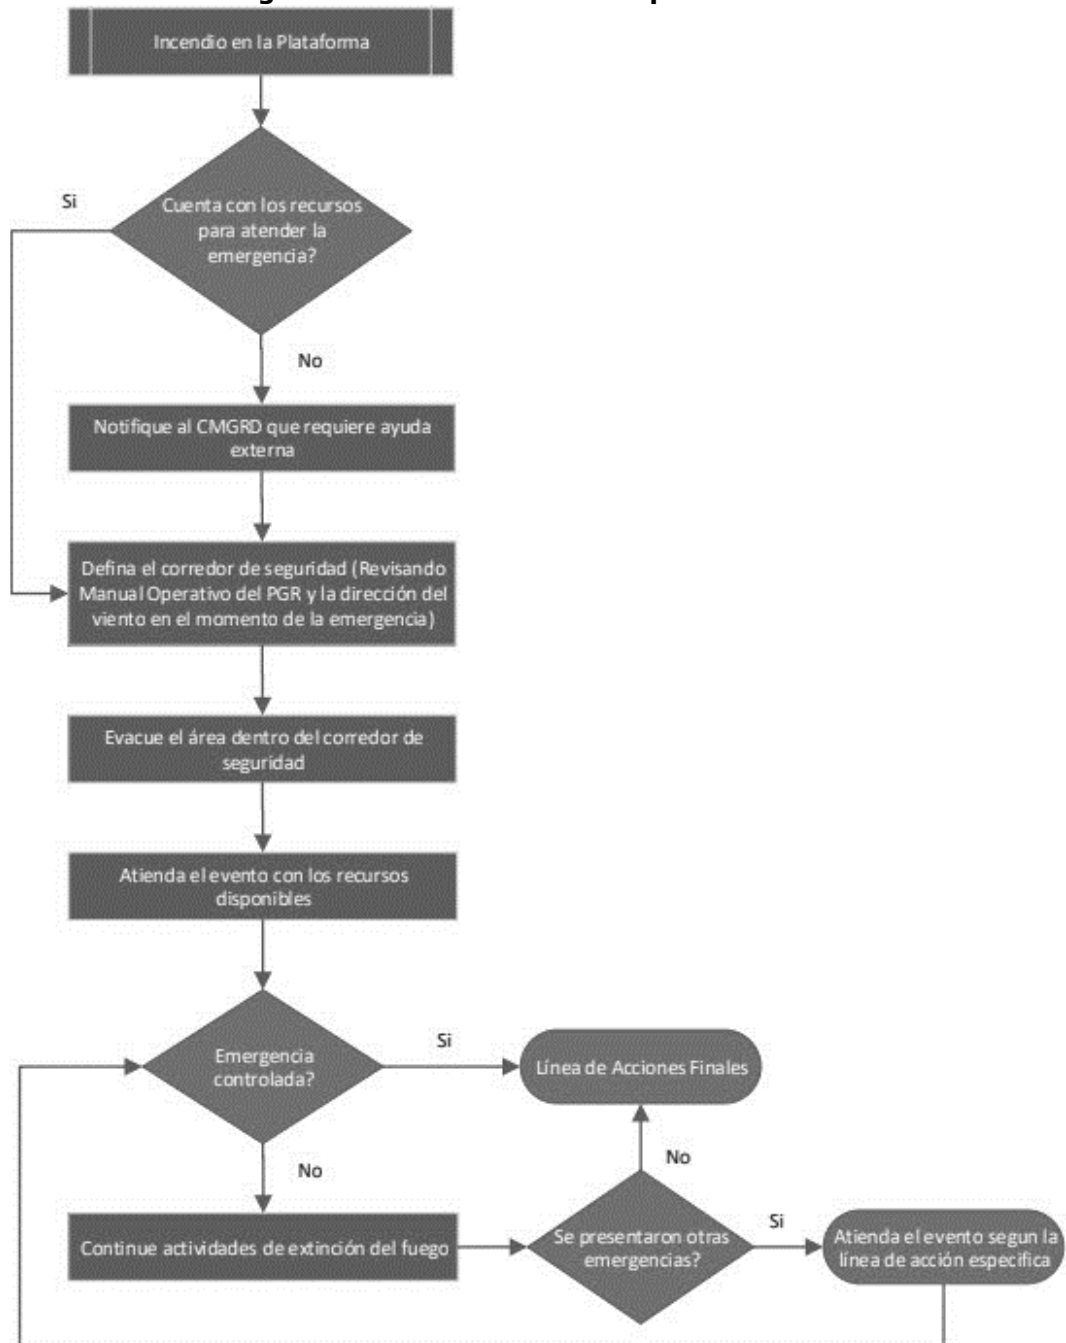 Incendio en la Plataforma
Si
Cuenta con los recursos
para atender la
emergencia?
No
Notifique al CMGRD que requiere ayuda
externa
Defina el corredor de seguridad (Revisando
Manual Operativo del PGR y la dirección del
viento en el momento de la emergencia)
Evacue el área dentro del corredor de
seguridad
Atienda el evento con los recursos
disponibles
Emergencia
controlada?
Si
Línea de Acciones Finales
No
No
Continue actividades de extinción del fuego
Se presentaron otras
emergencias?
Si
Atienda el evento segun la
línea de acción especifica